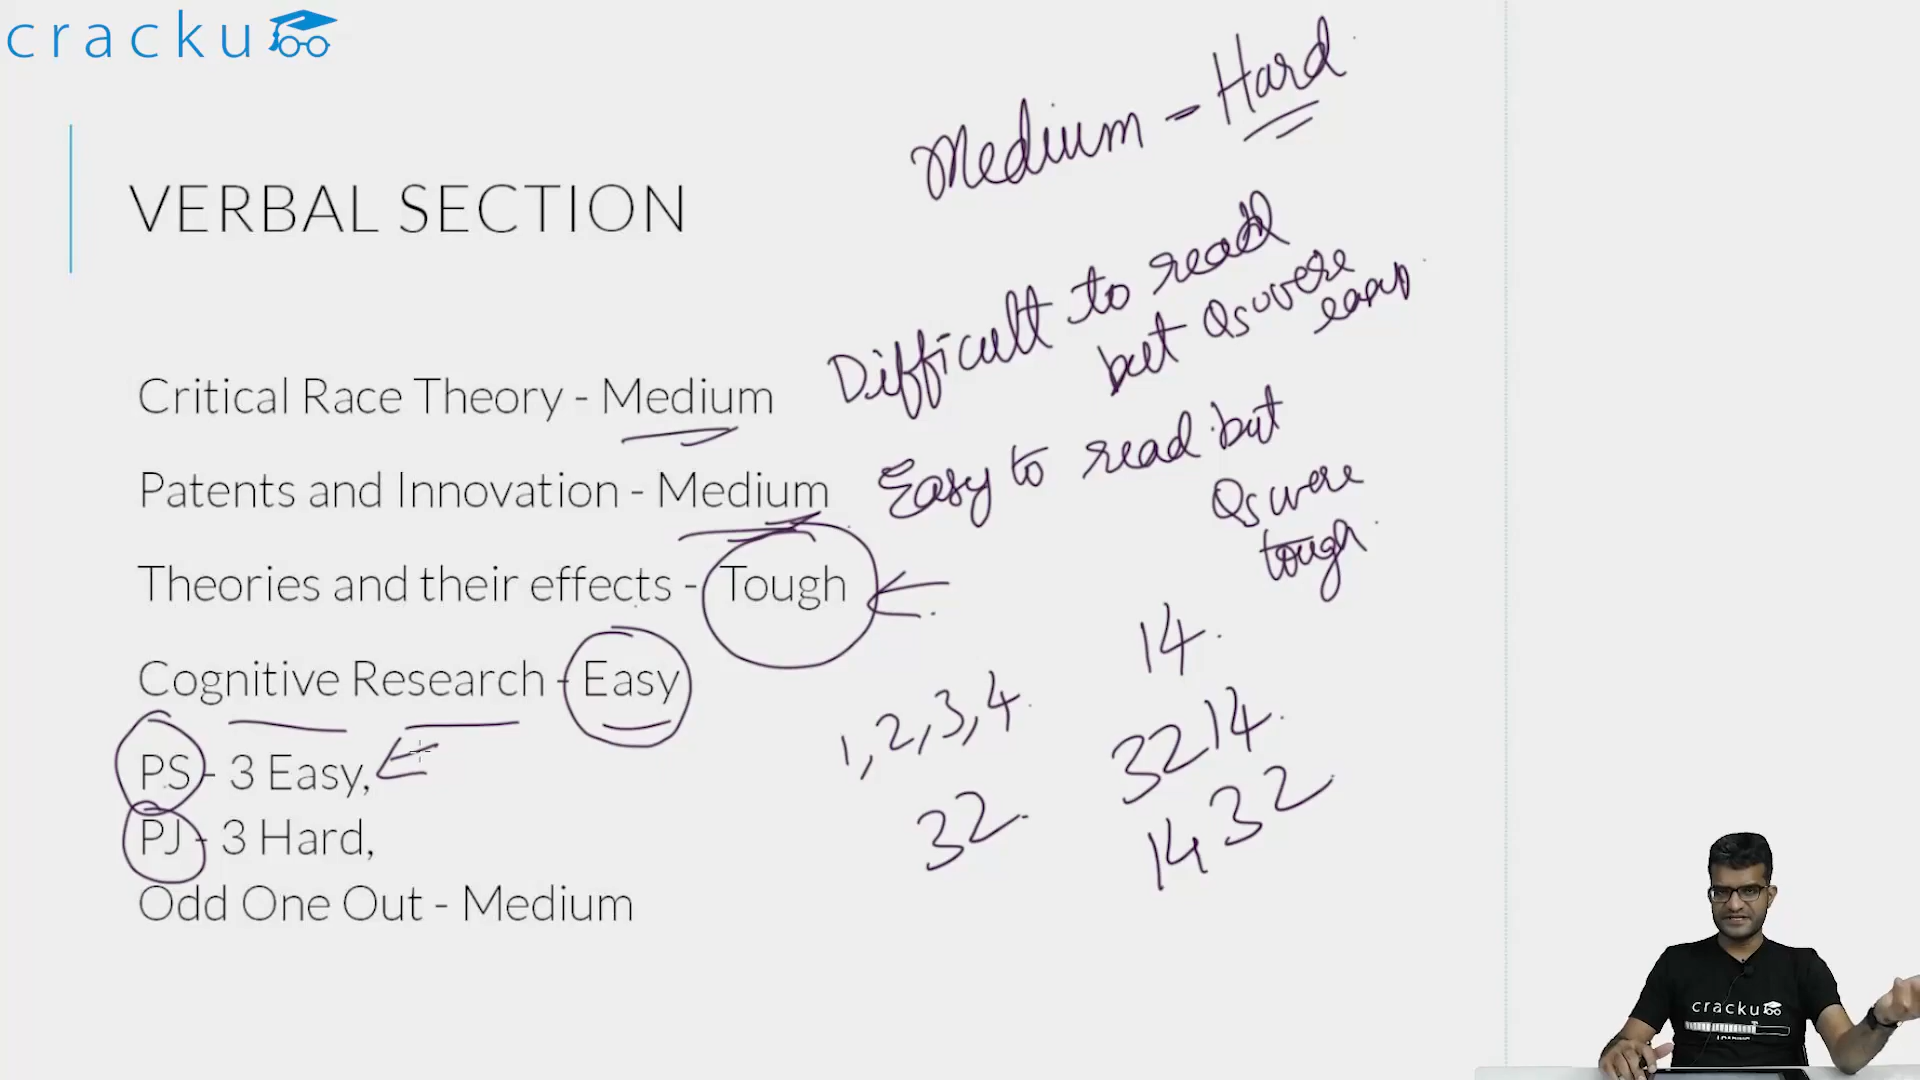 cracku
Medium - Hard
VERBAL SECTION
Difficult to read
but Qs were
easy
Critical Race Theory - Medium
Easy to read but
Qs were
tough
Patents and Innovation - Medium
Theories and their effects - Tough
14
Cognitive Research - Easy
1, 2, 3, 4
3214
PS - 3 Easy,
32
1432
PJ - 3 Hard,
Odd One Out - Medium
cracku